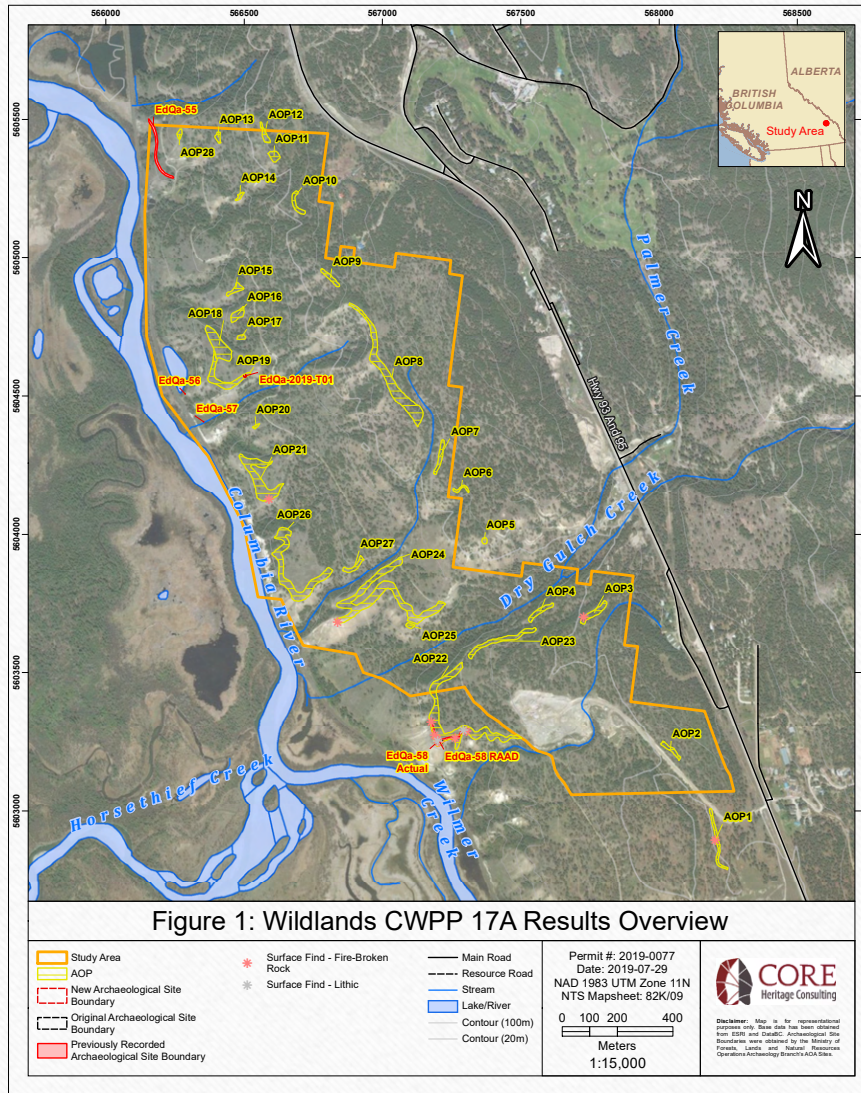 566000
566500
567000
567500
568000
568500
5605500
5605000
5604500
5604000
5603500
5603000
ALBERTA
BRITISH
COLUMBIA
Study Area
N
EdQa-55
AOP13
AOP12
AOP11
AOP28
AOP14
AOP10
AOP9
AOP15
AOP16
AOP18
AOP17
AOP8
AOP19
EdQa-2019-T01
EdQa-56
EdQa-57
AOP20
AOP7
AOP21
AOP6
AOP5
AOP26
AOP27
AOP24
AOP4
AOP3
AOP25
AOP23
AOP22
AOP2
EdQa-58
Actual
EdQa-58 RAAD
AOP1
Palmer Creek
Hwy 93 And 95
Dry Gulch Creek
Columbia River
Horsethief Creek
Wilmer
Creek
Figure 1: Wildlands CWPP 17A Results Overview
Study Area
AOP
New Archaeological Site
Boundary
Original Archaeological Site
Boundary
Previously Recorded
Archaeological Site Boundary
Surface Find - Fire-Broken
Rock
Surface Find - Lithic
Main Road
Resource Road
Stream
Lake/River
Contour (100m)
Contour (20m)
Permit #: 2019-0077
Date: 2019-07-29
NAD 1983 UTM Zone 11N
NTS Mapsheet: 82K/09
0 100 200 400
Meters
1:15,000
CORE
Heritage Consulting
Disclaimer: Map is for representational
purposes only. Base data has been obtained
from ESRI and DataBC. Archaeological Site
Boundaries were obtained by the Ministry of
Forests, Lands and Natural Resources
Operations Archaeology Branch's AOA Sites.